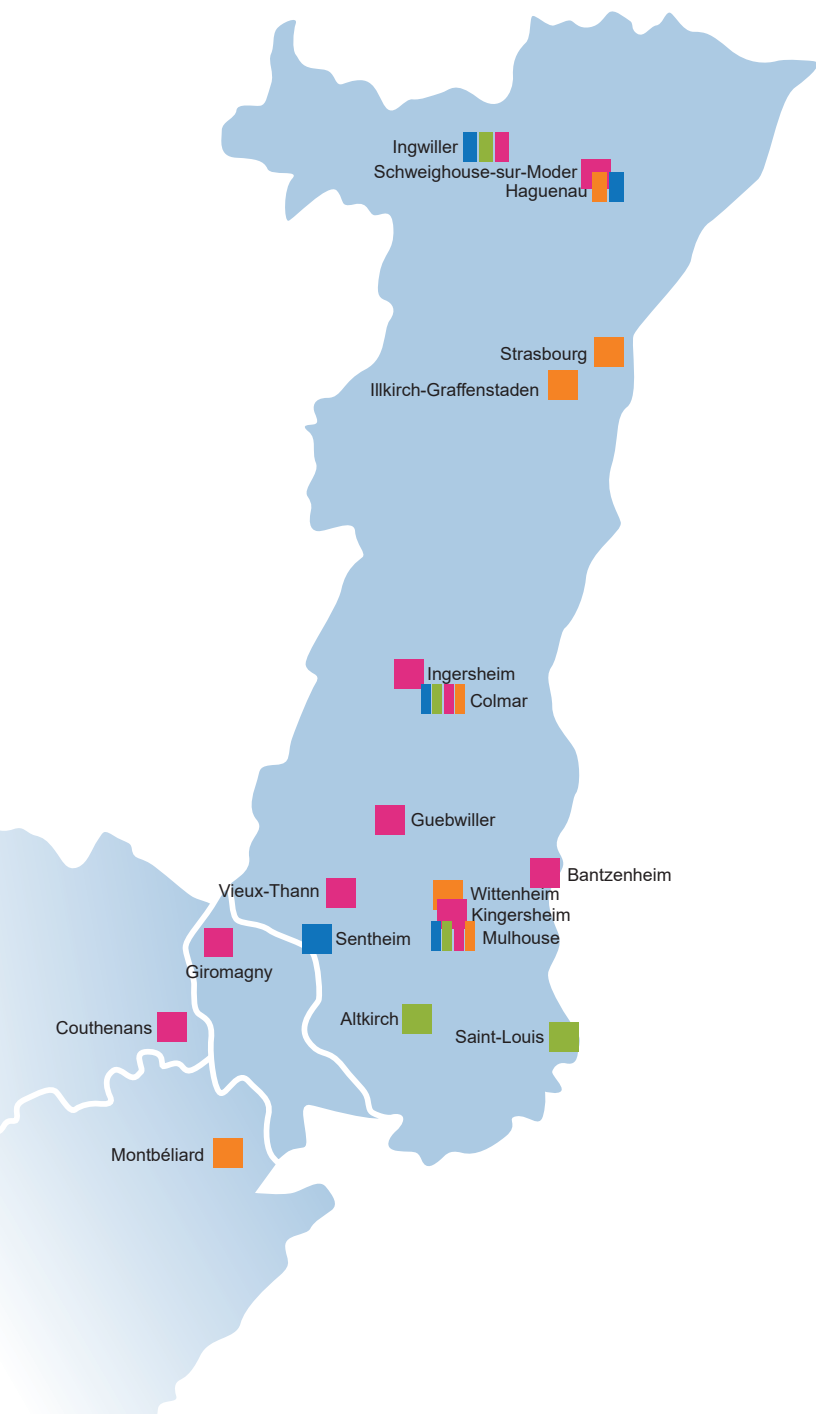 Ingwiller
Schweighouse-sur-Moder
Haguenau
Strasbourg
Illkirch-Graffenstaden
Ingersheim
Colmar
Guebwiller
Bantzenheim
Vieux-Thann
Wittenheim
Kingersheim
Sentheim
Mulhouse
Giromagny
Altkirch
Couthenans
Saint-Louis
Montbéliard